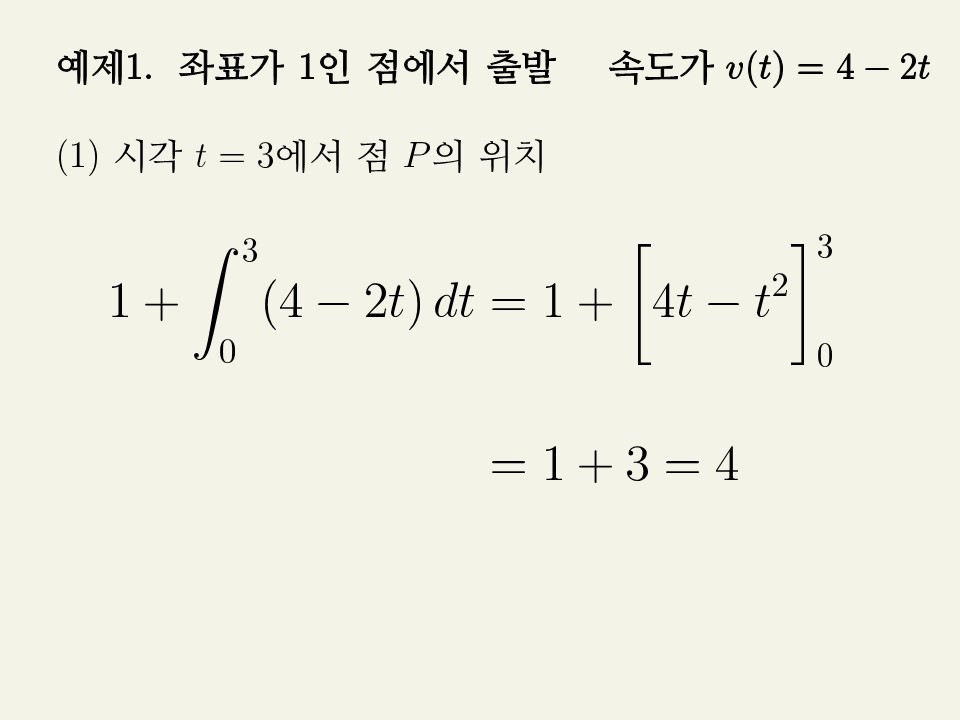 예제1. 좌표가 1인 점에서 출발 속도가 v(t) = 4 − 2t
(1) 시각 t = 3에서 점 P의 위치
1 + ∫₀³ (4 − 2t) dt = 1 + [4t − t²]₀³
= 1 + 3 = 4